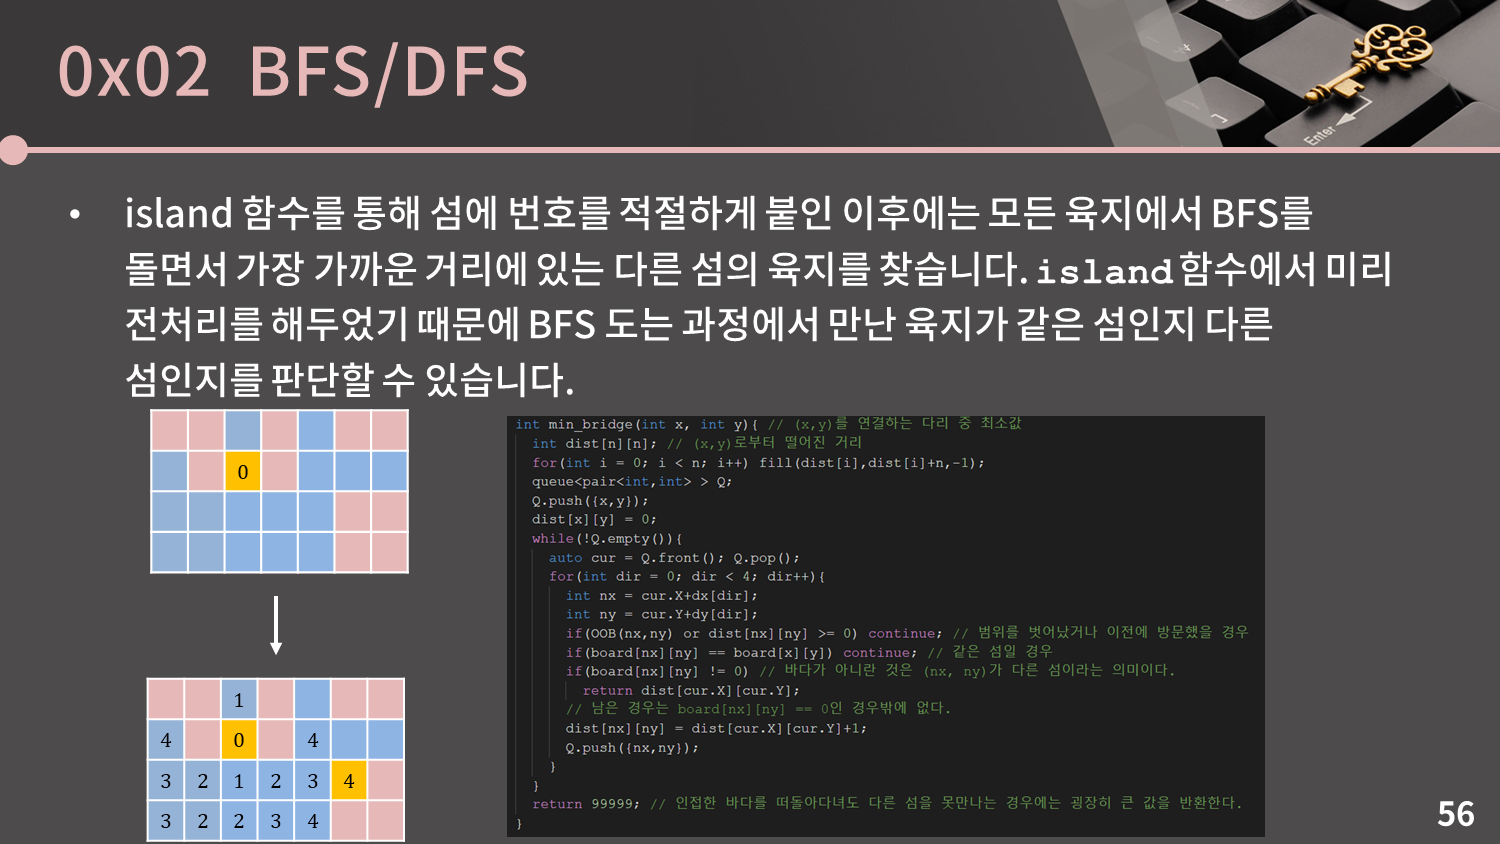 0x02 BFS/DFS
Enter
• island 함수를 통해 섬에 번호를 적절하게 붙인 이후에는 모든 육지에서 BFS를
돌면서 가장 가까운 거리에 있는 다른 섬의 육지를 찾습니다. island함수에서 미리
전처리를 해두었기 때문에 BFS 도는 과정에서 만난 육지가 같은 섬인지 다른
섬인지를 판단할 수 있습니다.
0
1
4 0 4
3 2 1 2 3 4
3 2 2 3 4
int min_bridge(int x, int y){ // (x,y)를 연결하는 다리 중 최소값
int dist[n][n]; // (x,y)로부터 떨어진 거리
for(int i = 0; i < n; i++) fill(dist[i],dist[i]+n,-1);
queue<pair<int,int> > Q;
Q.push({x,y});
dist[x][y] = 0;
while(!Q.empty()){
auto cur = Q.front(); Q.pop();
for(int dir = 0; dir < 4; dir++){
int nx = cur.X+dx[dir];
int ny = cur.Y+dy[dir];
if(OOB(nx,ny) or dist[nx][ny] >= 0) continue; // 범위를 벗어났거나 이전에 방문했을 경우
if(board[nx][ny] == board[x][y]) continue; // 같은 섬일 경우
if(board[nx][ny] != 0) // 바다가 아니란 것은 (nx, ny)가 다른 섬이라는 의미이다.
return dist[cur.X][cur.Y];
// 남은 경우는 board[nx][ny] == 0인 경우밖에 없다.
dist[nx][ny] = dist[cur.X][cur.Y]+1;
Q.push({nx,ny});
}
}
return 99999; // 인접한 바다를 떠돌아다녀도 다른 섬을 못만나는 경우에는 굉장히 큰 값을 반환한다.
}
56